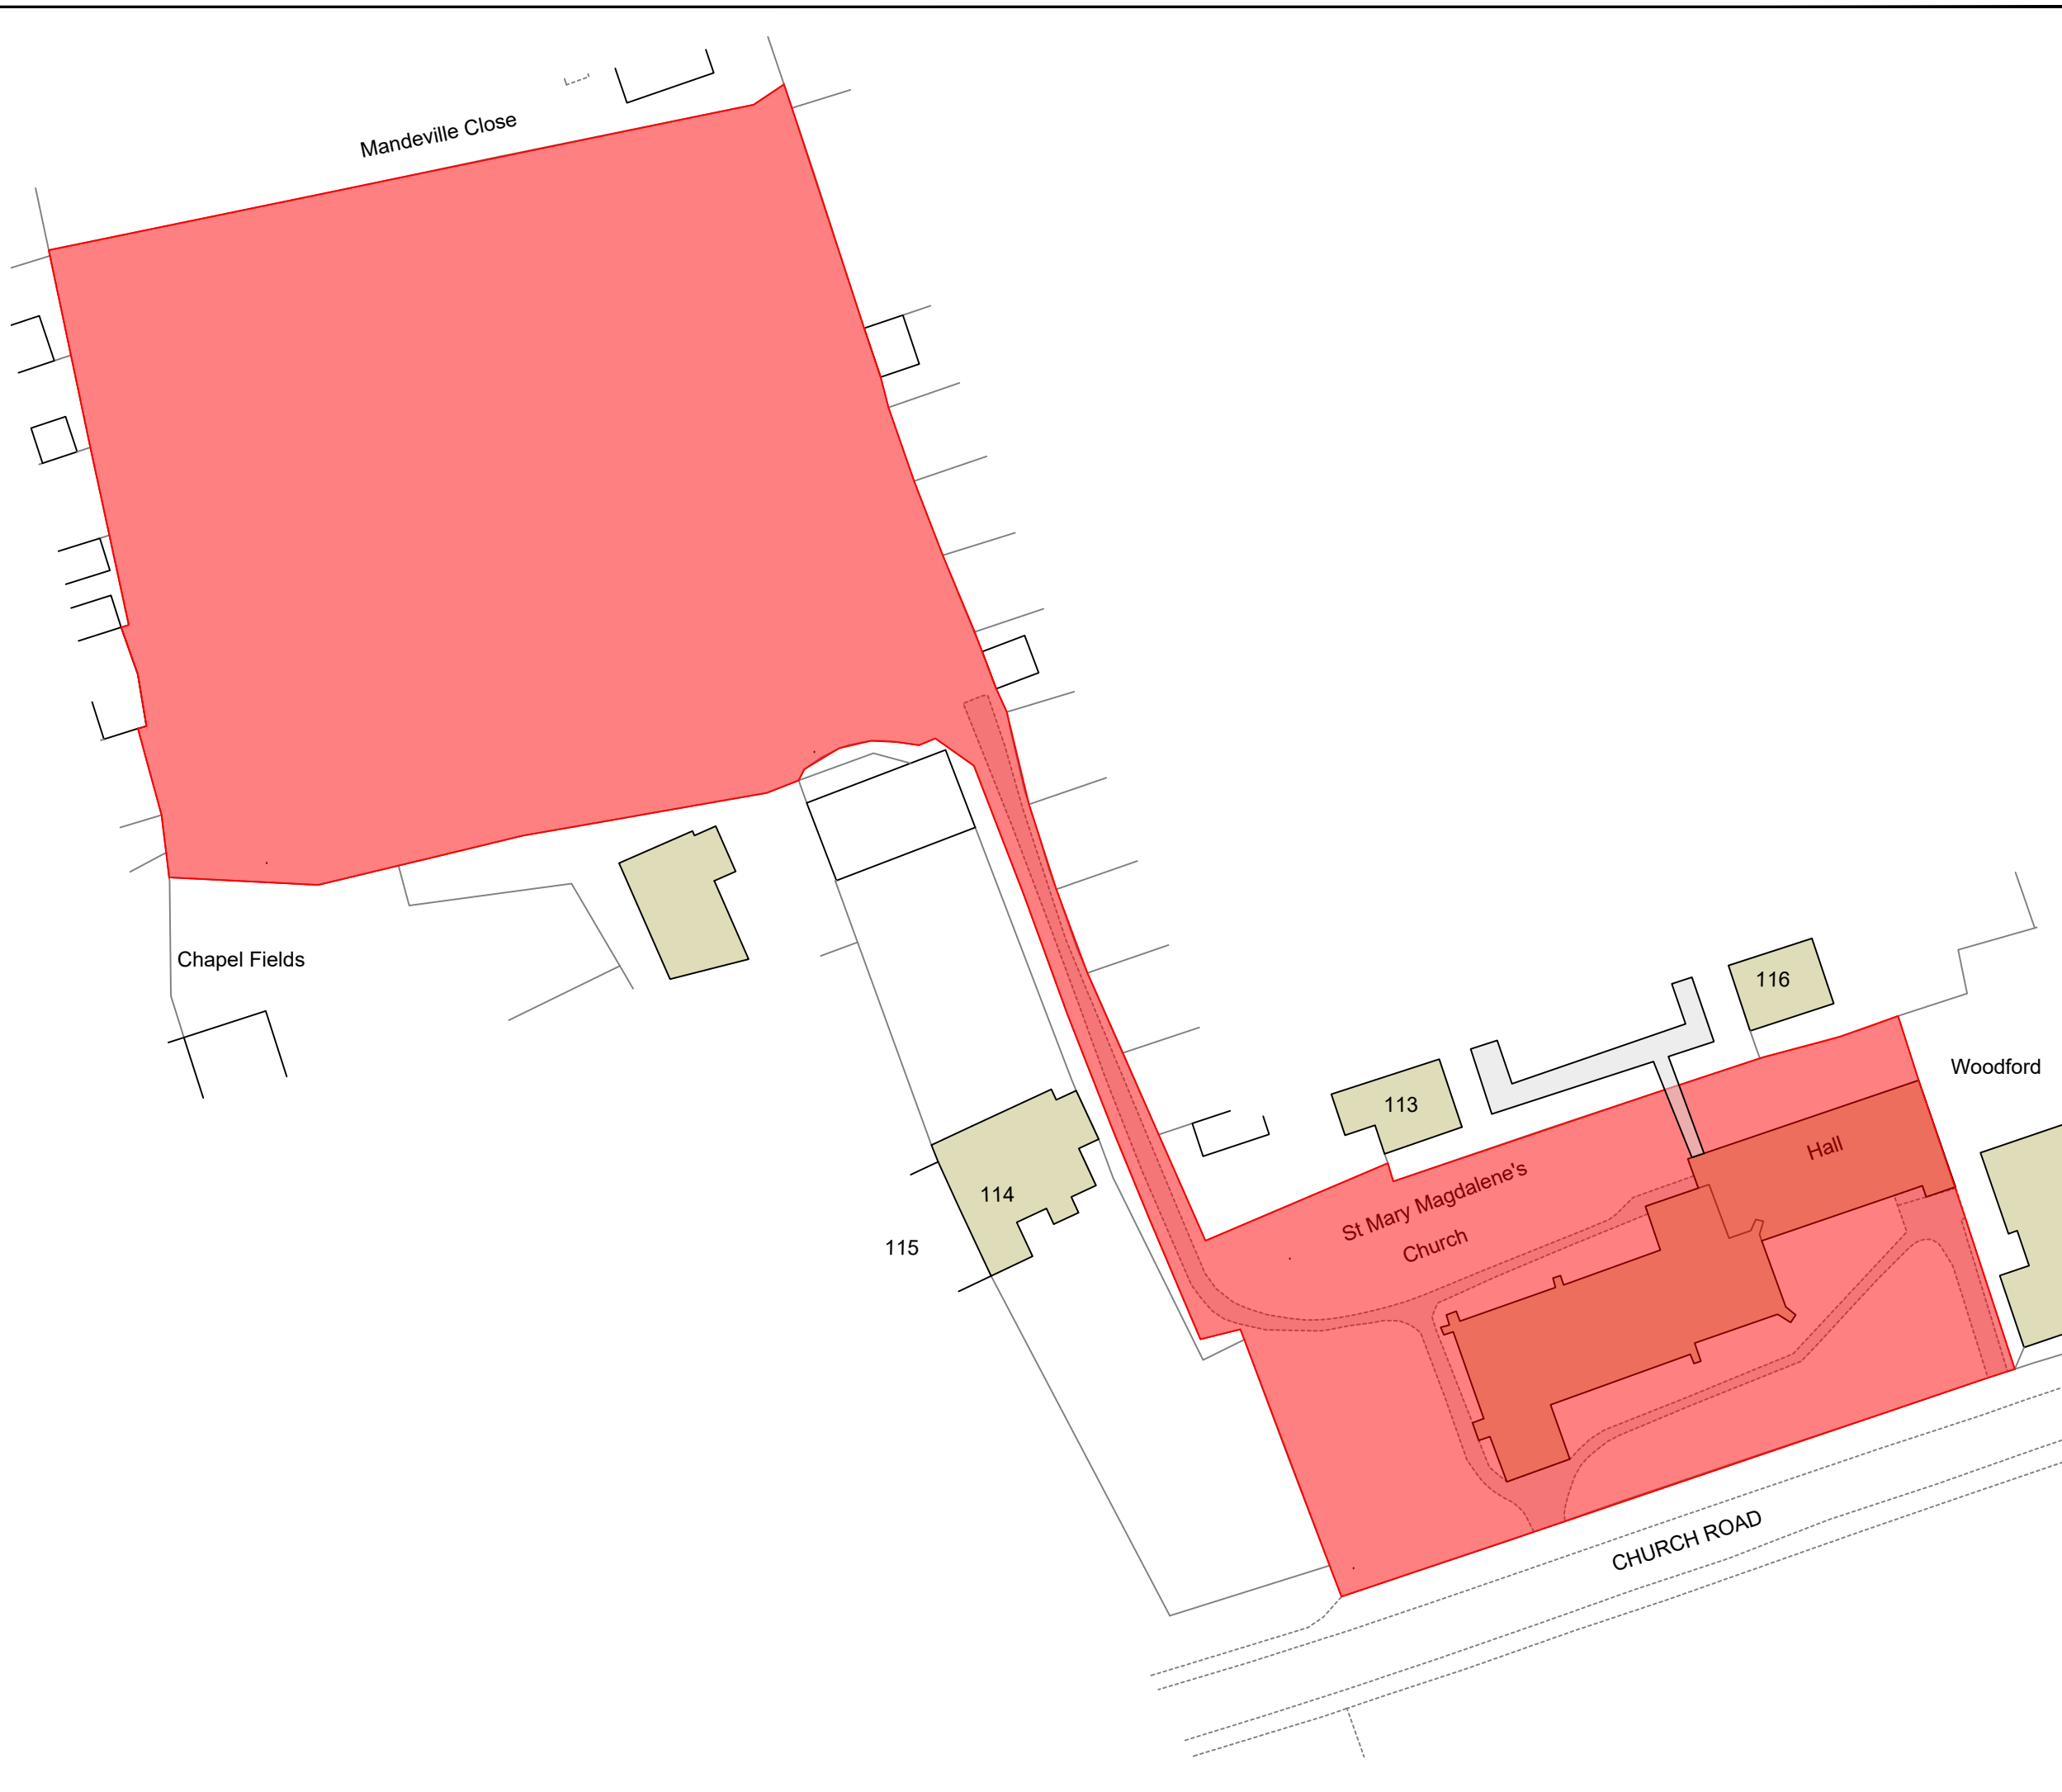 Mandeville Close
Chapel Fields
116
Woodford
113
Hall
St Mary Magdalene's
Church
114
115
CHURCH ROAD